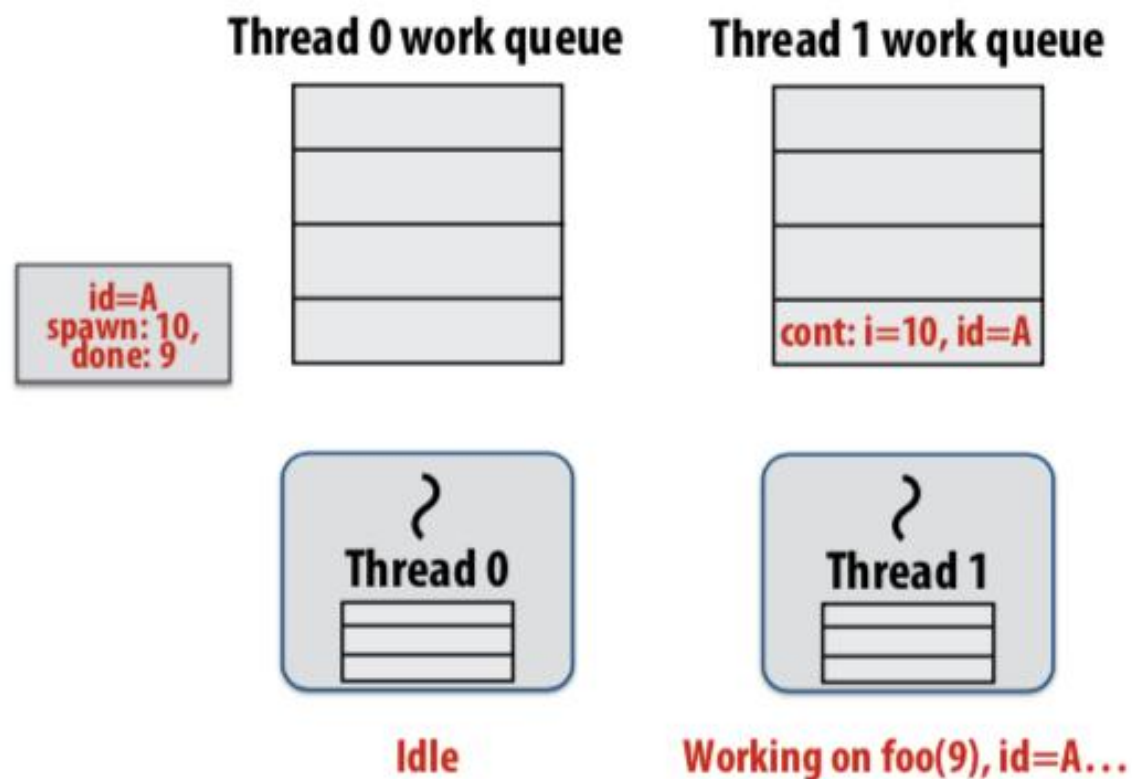 Thread 0 work queue
Thread 1 work queue
id=A
spawn: 10,
done: 9
cont: i=10, id=A
Thread 0
Thread 1
Idle
Working on foo(9), id=A...